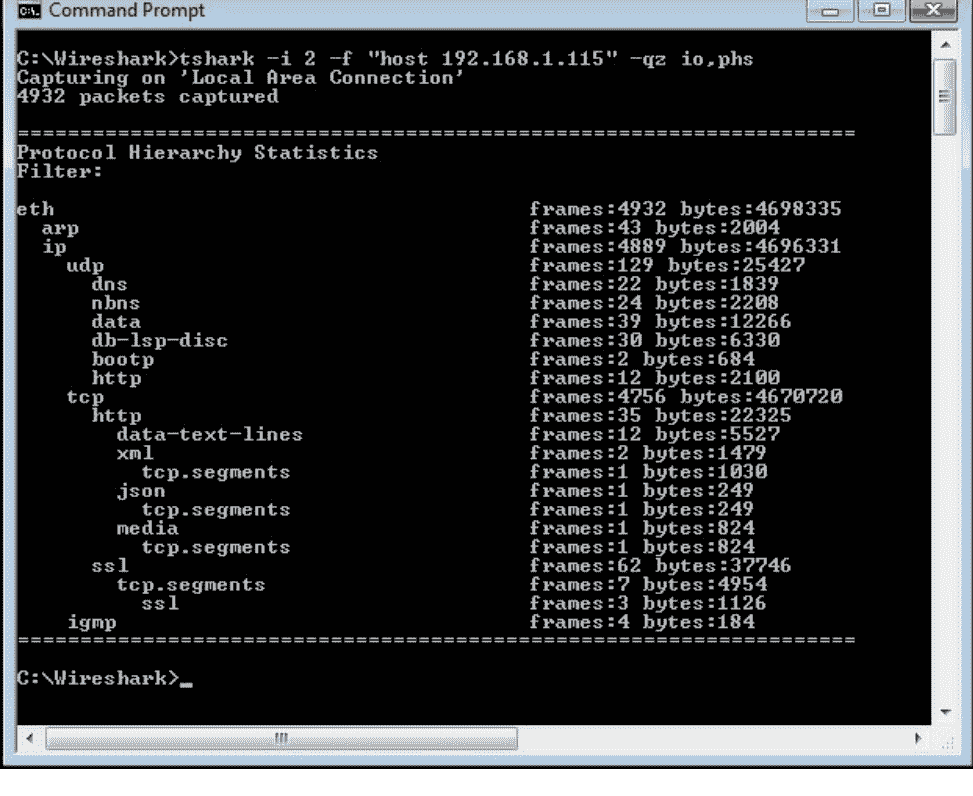 Command Prompt
C:\Wireshark>tshark -i 2 -f "host 192.168.1.115" -qz io,phs
Capturing on 'Local Area Connection'
4932 packets captured
===================================================================
Protocol Hierarchy Statistics
Filter:
eth frames:4932 bytes:4698335
arp frames:43 bytes:2004
ip frames:4889 bytes:4696331
udp frames:129 bytes:25427
dns frames:22 bytes:1839
nbns frames:24 bytes:2208
data frames:39 bytes:12266
db-lsp-disc frames:30 bytes:6330
bootp frames:2 bytes:684
http frames:12 bytes:2100
tcp frames:4756 bytes:4670720
http frames:35 bytes:22325
data-text-lines frames:12 bytes:5527
xml frames:2 bytes:1479
tcp.segments frames:1 bytes:1030
json frames:1 bytes:249
tcp.segments frames:1 bytes:249
media frames:1 bytes:824
tcp.segments frames:1 bytes:824
ssl frames:62 bytes:37746
tcp.segments frames:7 bytes:4954
ssl frames:3 bytes:1126
igmp frames:4 bytes:184
===================================================================
C:\Wireshark>_